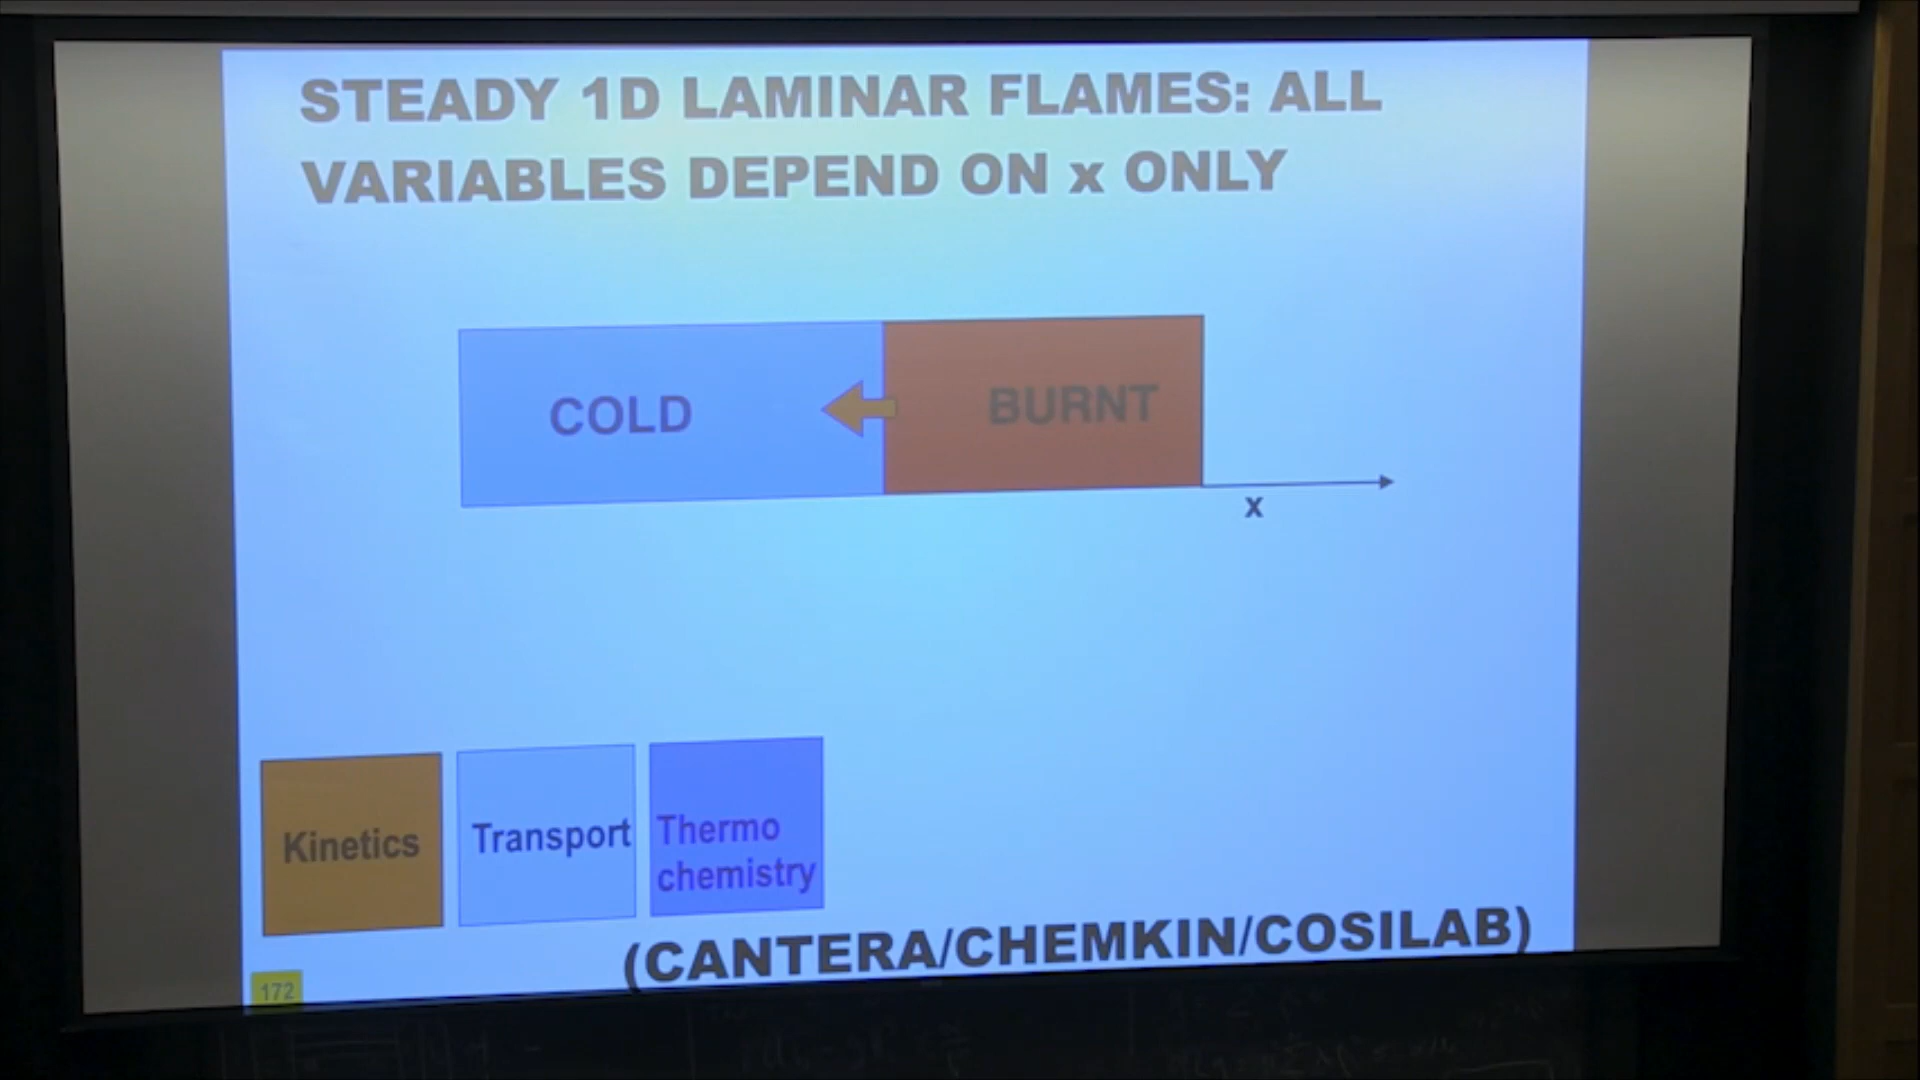 STEADY 1D LAMINAR FLAMES: ALL
VARIABLES DEPEND ON x ONLY
COLD
BURNT
x
Kinetics
Transport
Thermo
chemistry
(CANTERA/CHEMKIN/COSILAB)
172